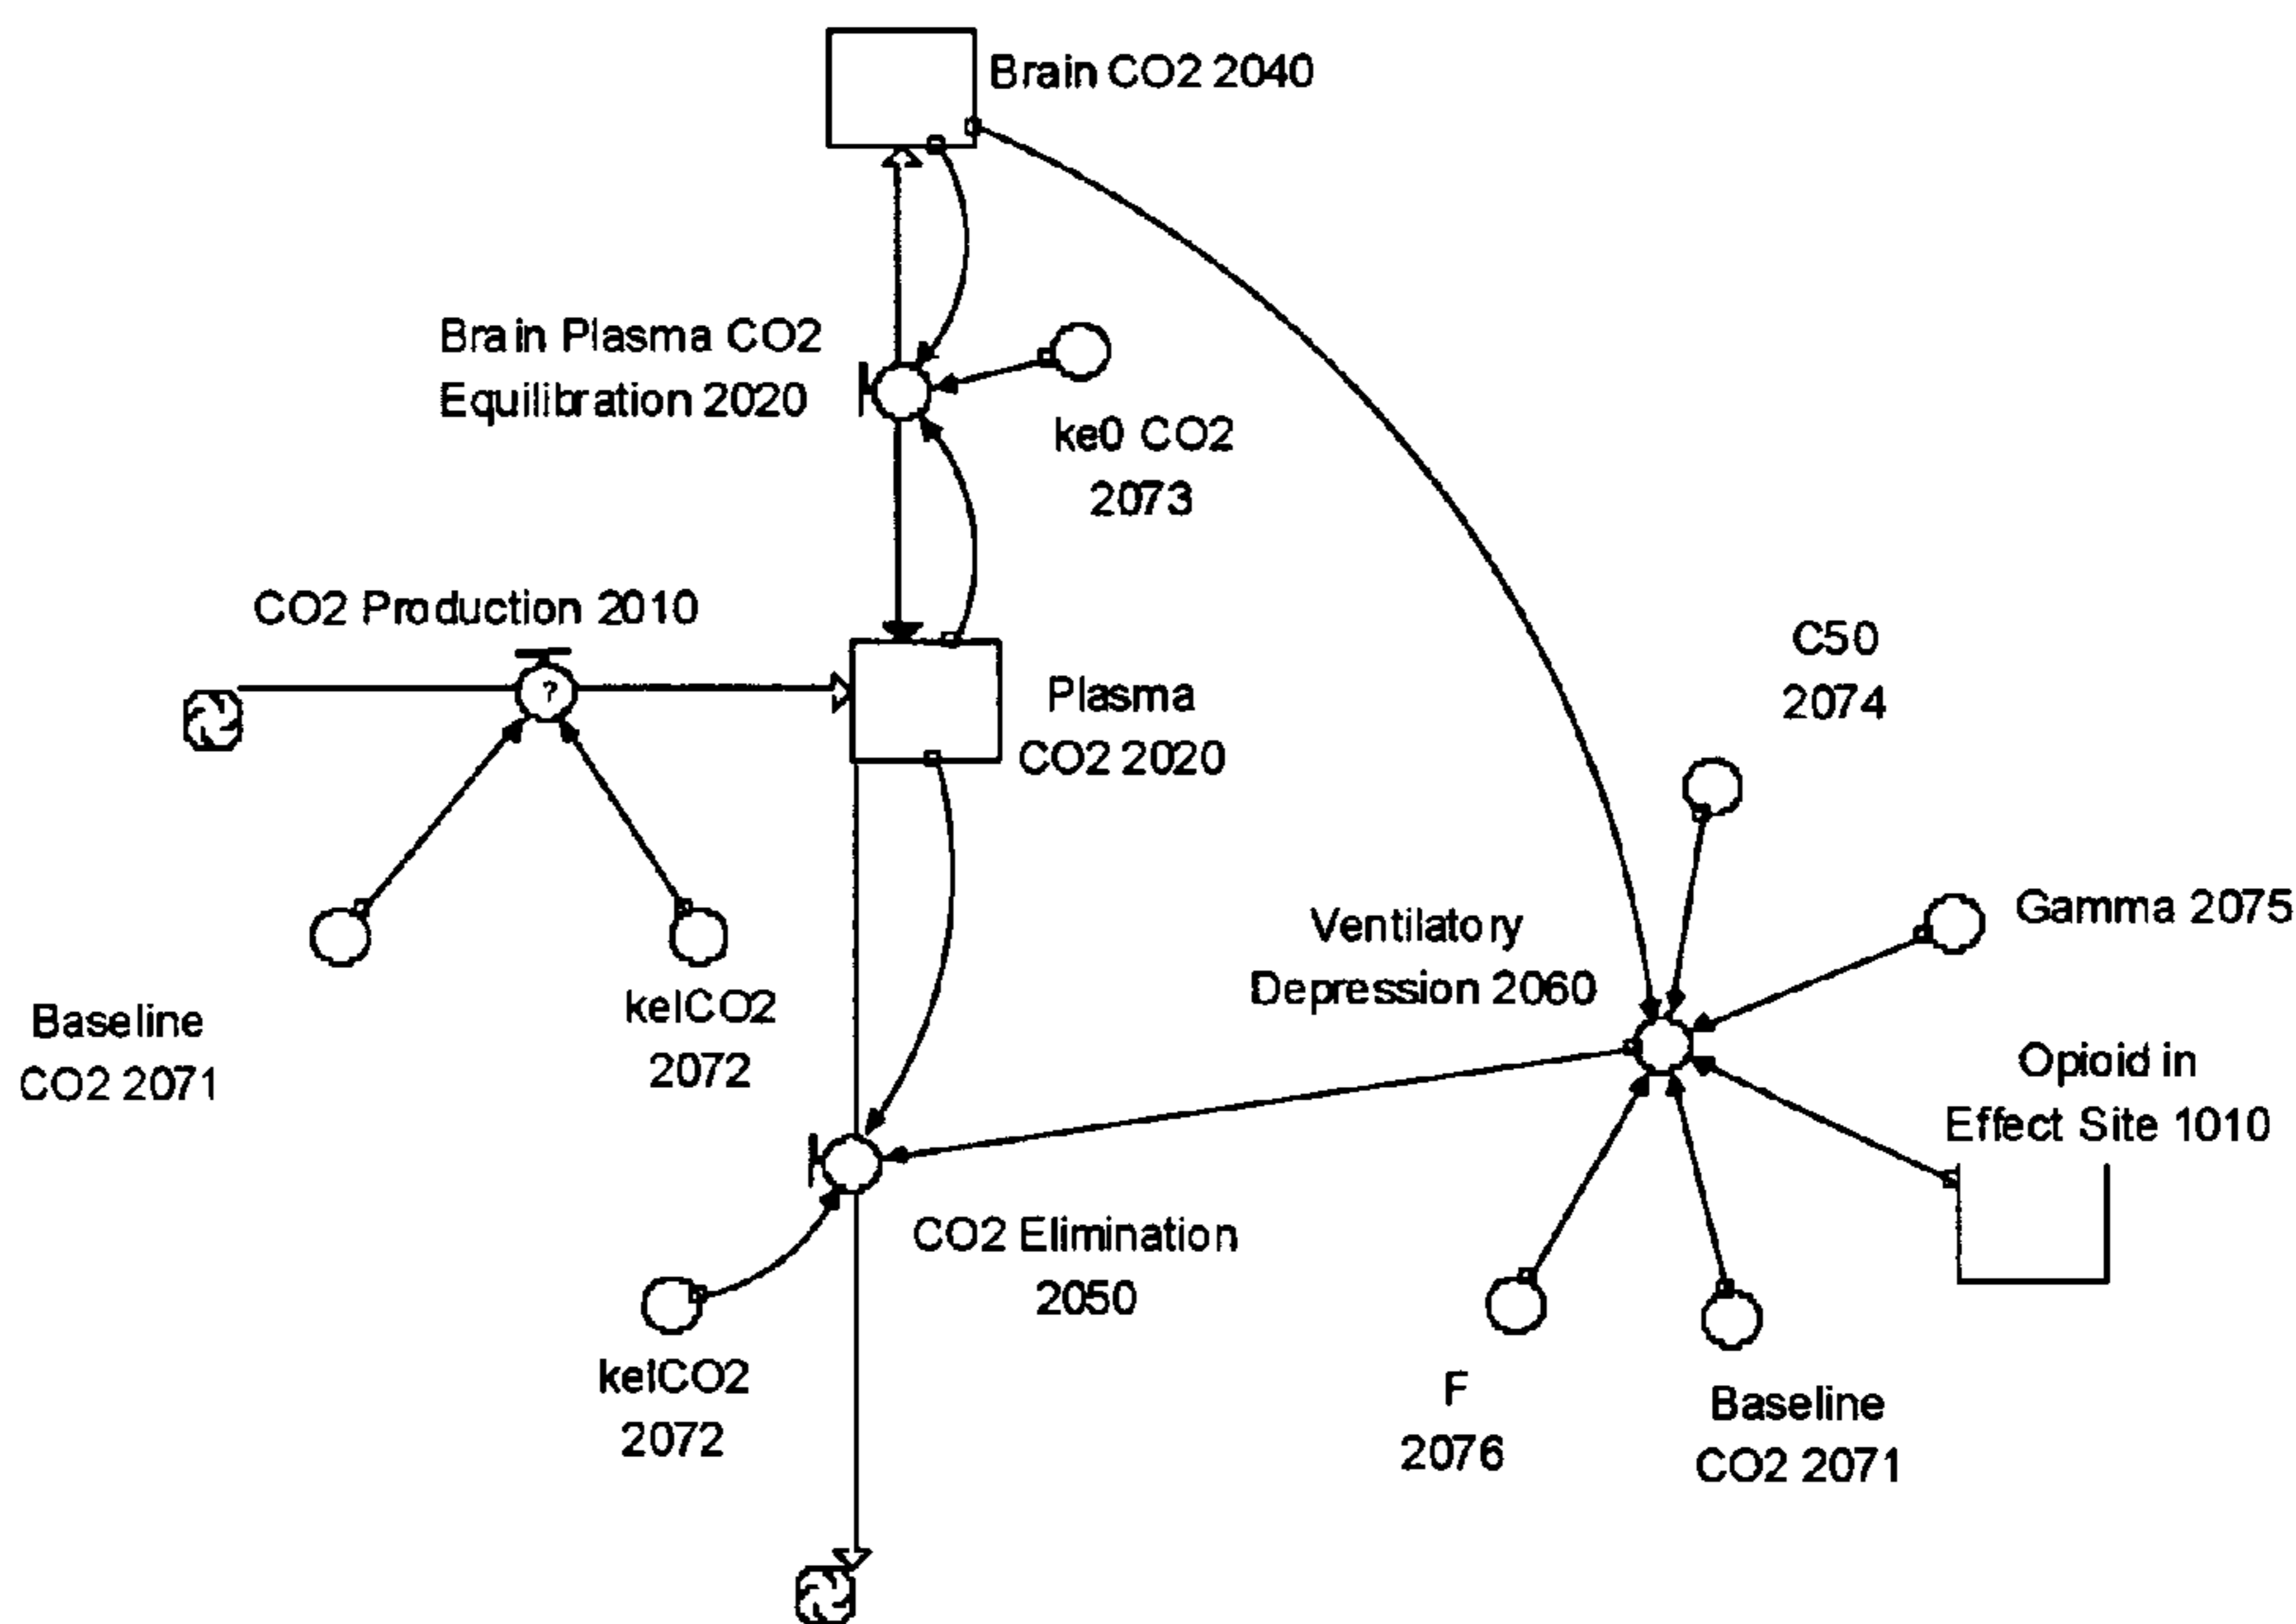 Brain CO2 2040
Brain Plasma CO2
Equilibration 2020
ke0 CO2
2073
CO2 Production 2010
?
C50
2074
Plasma
CO2 2020
Gamma 2075
Ventilatory
Depression 2060
Baseline
CO2 2071
kelCO2
2072
Opioid in
Effect Site 1010
CO2 Elimination
2050
kelCO2
2072
F
2076
Baseline
CO2 2071